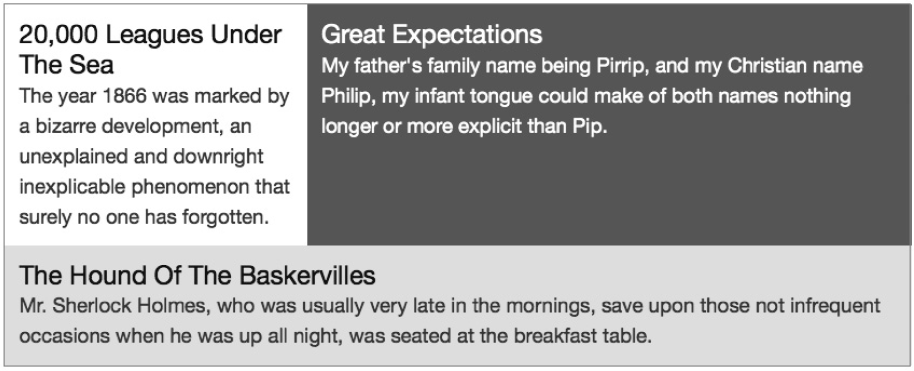 20,000 Leagues Under
The Sea
The year 1866 was marked by
a bizarre development, an
unexplained and downright
inexplicable phenomenon that
surely no one has forgotten.
Great Expectations
My father's family name being Pirrip, and my Christian name
Philip, my infant tongue could make of both names nothing
longer or more explicit than Pip.
The Hound Of The Baskervilles
Mr. Sherlock Holmes, who was usually very late in the mornings, save upon those not infrequent
occasions when he was up all night, was seated at the breakfast table.